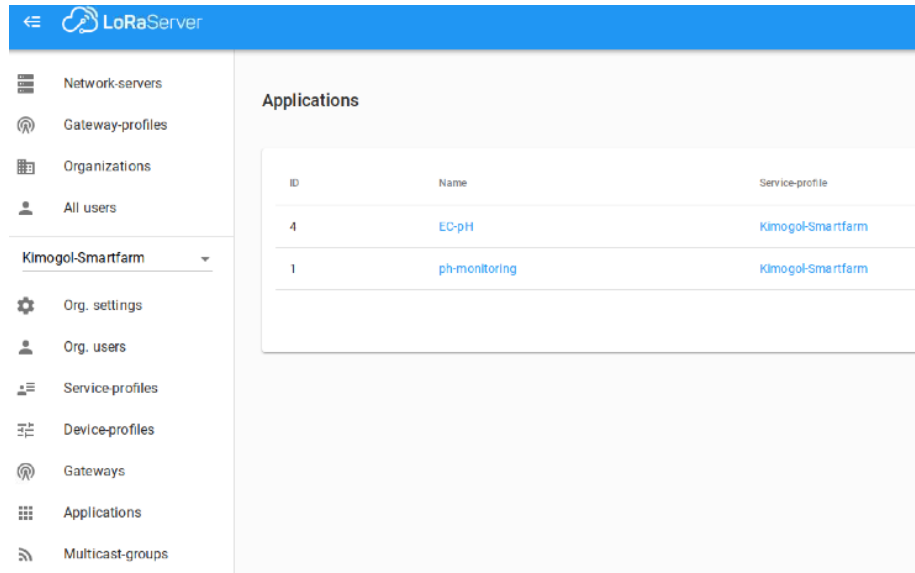 LoRaServer
Network-servers
Gateway-profiles
Organizations
All users
Kimogol-Smartfarm
Org. settings
Org. users
Service-profiles
Device-profiles
Gateways
Applications
Multicast-groups
Applications
ID Name Service-profile
4 EC-pH Kimogol-Smartfarm
1 ph-monitoring Kimogol-Smartfarm